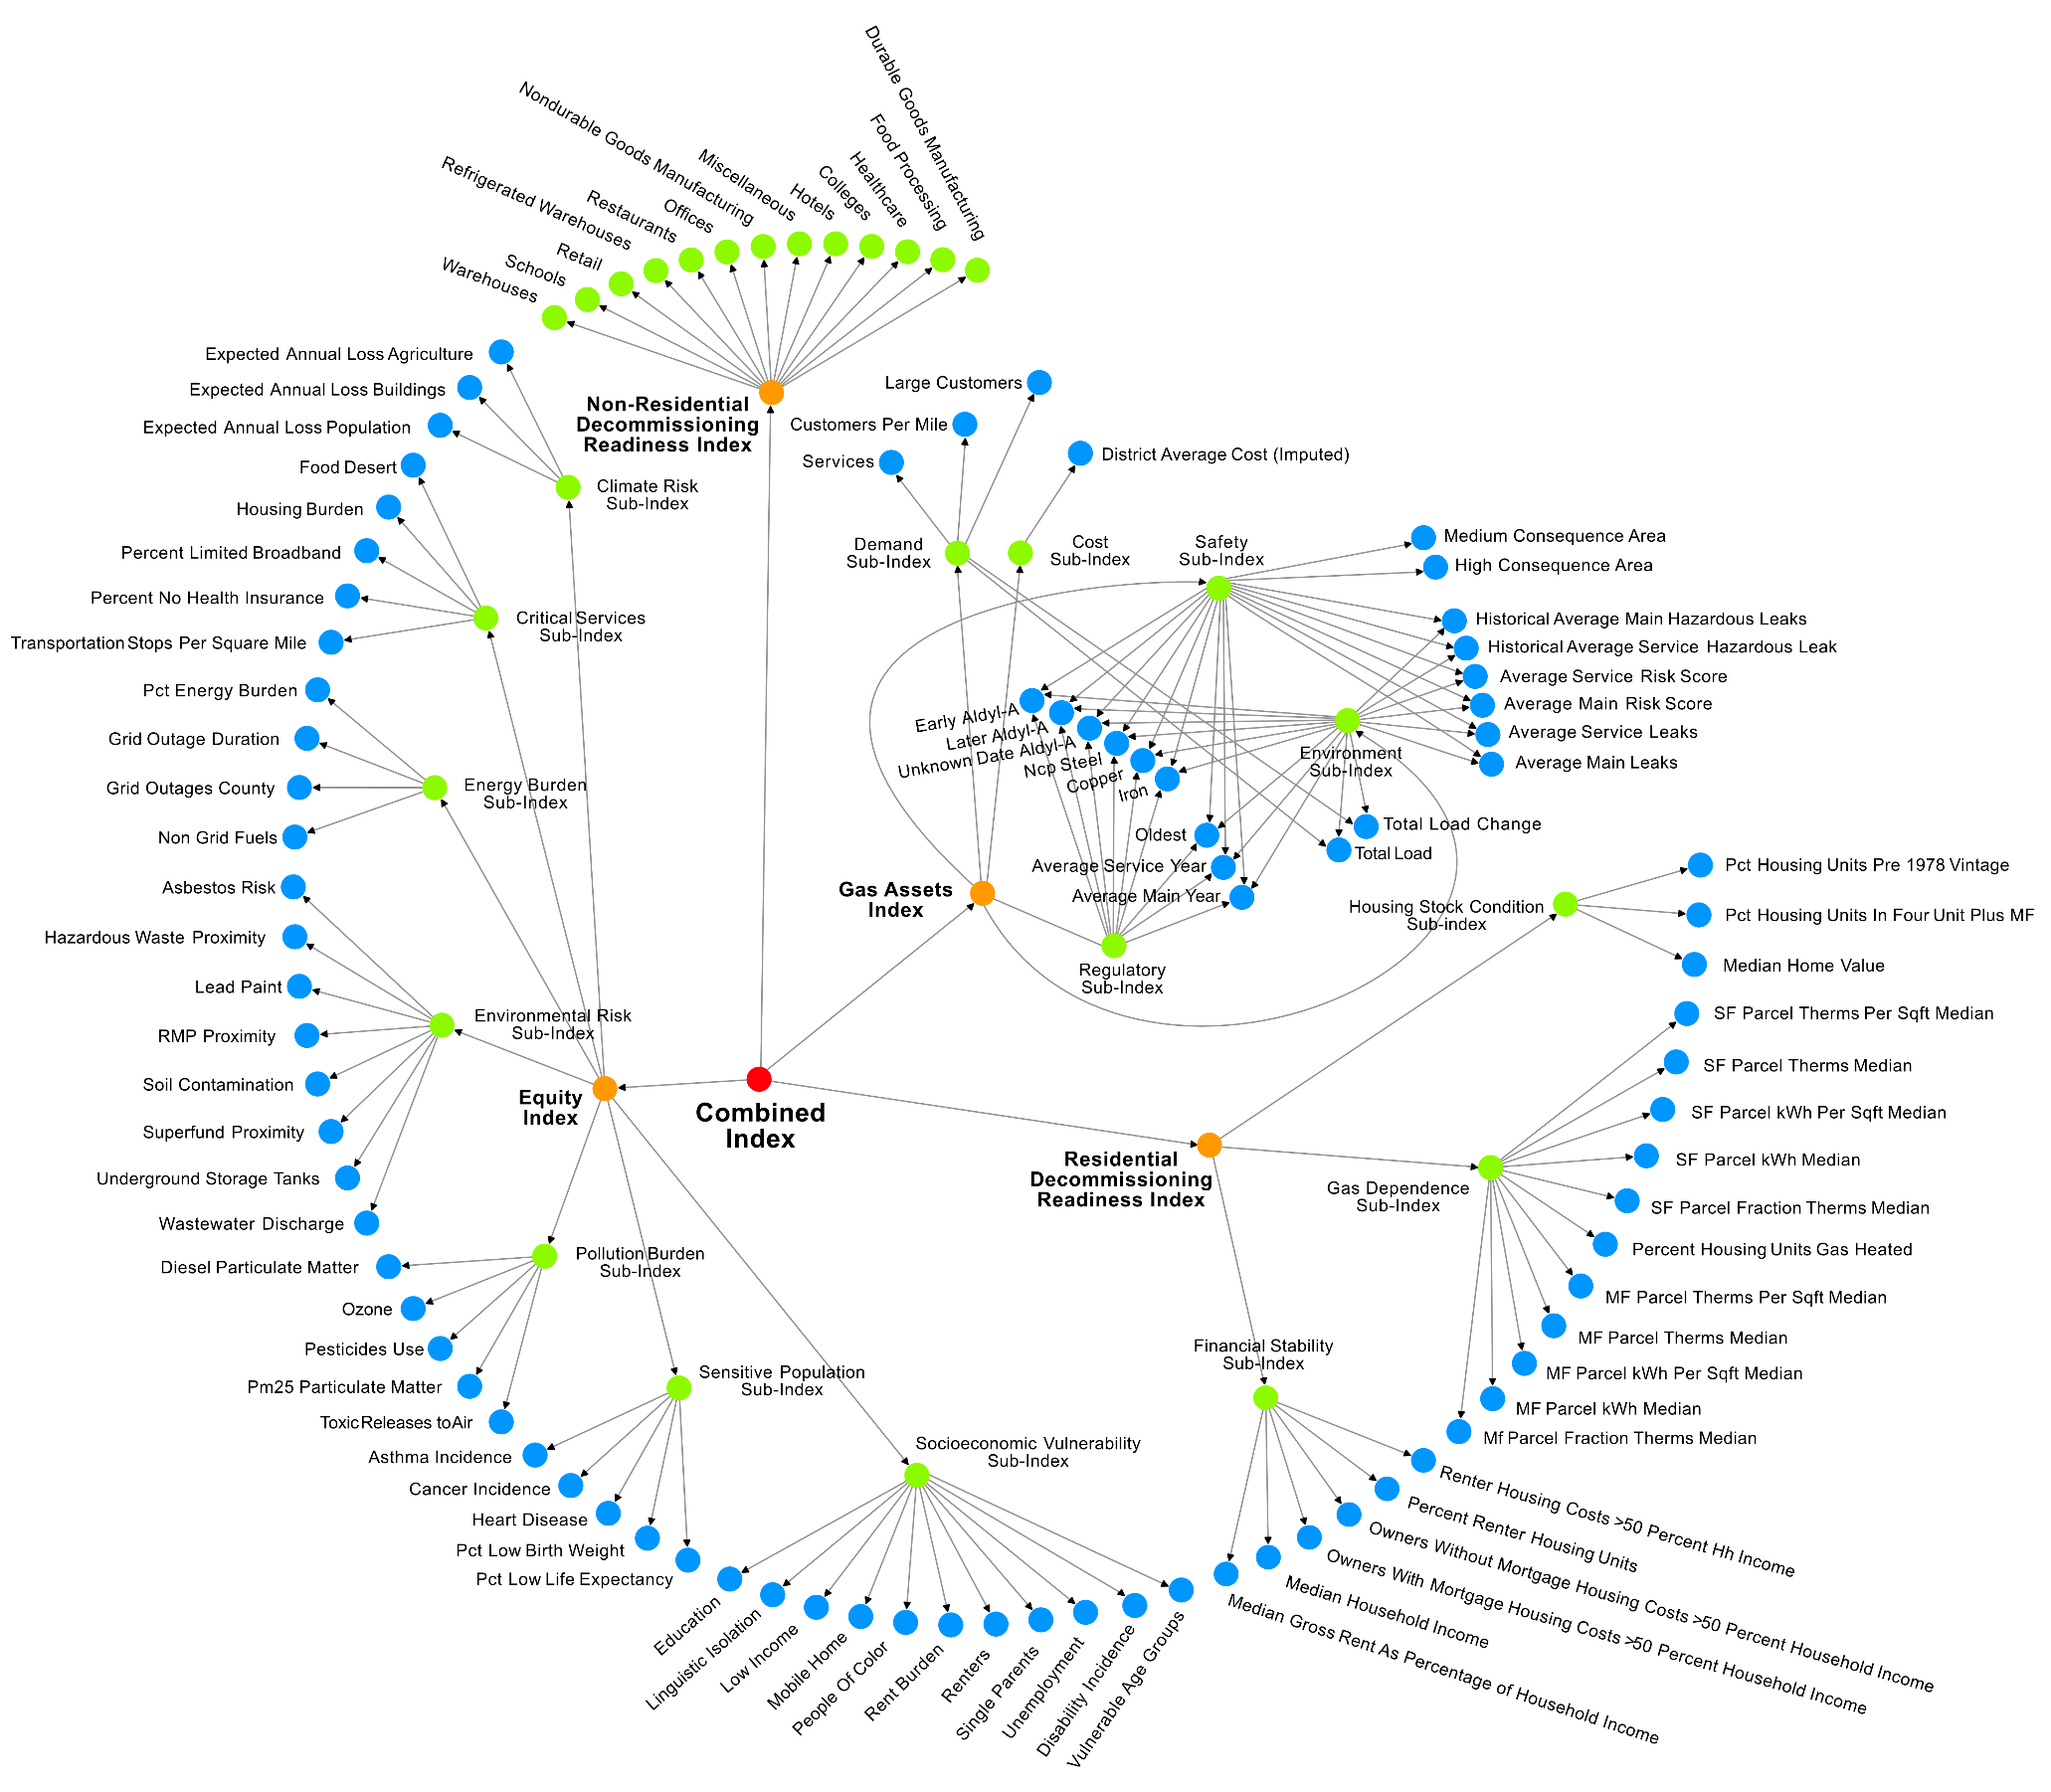 Durable Goods Manufacturing
Food Processing
Healthcare
Colleges
Hotels
Miscellaneous
Nondurable Goods Manufacturing
Offices
Restaurants
Refrigerated Warehouses
Retail
Schools
Warehouses
Non-Residential
Decommissioning
Readiness Index
Expected Annual Loss Agriculture
Expected Annual Loss Buildings
Expected Annual Loss Population
Climate Risk
Sub-Index
Food Desert
Housing Burden
Percent Limited Broadband
Percent No Health Insurance
Transportation Stops Per Square Mile
Critical Services
Sub-Index
Pct Energy Burden
Grid Outage Duration
Grid Outages County
Non Grid Fuels
Energy Burden
Sub-Index
Asbestos Risk
Hazardous Waste Proximity
Lead Paint
RMP Proximity
Soil Contamination
Superfund Proximity
Underground Storage Tanks
Wastewater Discharge
Environmental Risk
Sub-Index
Equity
Index
Combined
Index
Diesel Particulate Matter
Ozone
Pesticides Use
Pm25 Particulate Matter
Toxic Releases toAir
Pollution Burden
Sub-Index
Asthma Incidence
Cancer Incidence
Heart Disease
Pct Low Birth Weight
Pct Low Life Expectancy
Sensitive Population
Sub-Index
Socioeconomic Vulnerability
Sub-Index
Education
Linguistic Isolation
Low Income
Mobile Home
People Of Color
Rent Burden
Renters
Single Parents
Unemployment
Disability Incidence
Vulnerable Age Groups
Large Customers
Customers Per Mile
Services
District Average Cost (Imputed)
Demand
Sub-Index
Cost
Sub-Index
Safety
Sub-Index
Medium Consequence Area
High Consequence Area
Historical Average Main Hazardous Leaks
Historical Average Service Hazardous Leak
Average Service Risk Score
Average Main Risk Score
Average Service Leaks
Average Main Leaks
Environment
Sub-Index
Early Aldyl-A
Later Aldyl-A
Unknown Date Aldyl-A
Ncp Steel
Copper
Iron
Oldest
Average Service Year
Average Main Year
Total Load Change
Total Load
Gas Assets
Index
Regulatory
Sub-Index
Housing Stock Condition
Sub-index
Pct Housing Units Pre 1978 Vintage
Pct Housing Units In Four Unit Plus MF
Median Home Value
Residential
Decommissioning
Readiness Index
Gas Dependence
Sub-Index
SF Parcel Therms Per Sqft Median
SF Parcel Therms Median
SF Parcel kWh Per Sqft Median
SF Parcel kWh Median
SF Parcel Fraction Therms Median
Percent Housing Units Gas Heated
MF Parcel Therms Per Sqft Median
MF Parcel Therms Median
MF Parcel kWh Per Sqft Median
MF Parcel kWh Median
Mf Parcel Fraction Therms Median
Financial Stability
Sub-Index
Renter Housing Costs >50 Percent Hh Income
Percent Renter Housing Units
Owners Without Mortgage Housing Costs >50 Percent Household Income
Owners With Mortgage Housing Costs >50 Percent Household Income
Median Household Income
Median Gross Rent As Percentage of Household Income